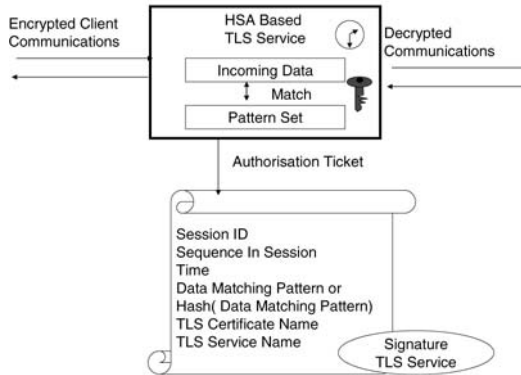 Encrypted Client
Communications
HSA Based
TLS Service
Decrypted
Communications
Incoming Data
Match
Pattern Set
Authorisation Ticket
Session ID
Sequence In Session
Time
Data Matching Pattern or
Hash( Data Matching Pattern)
TLS Certificate Name
TLS Service Name
Signature
TLS Service